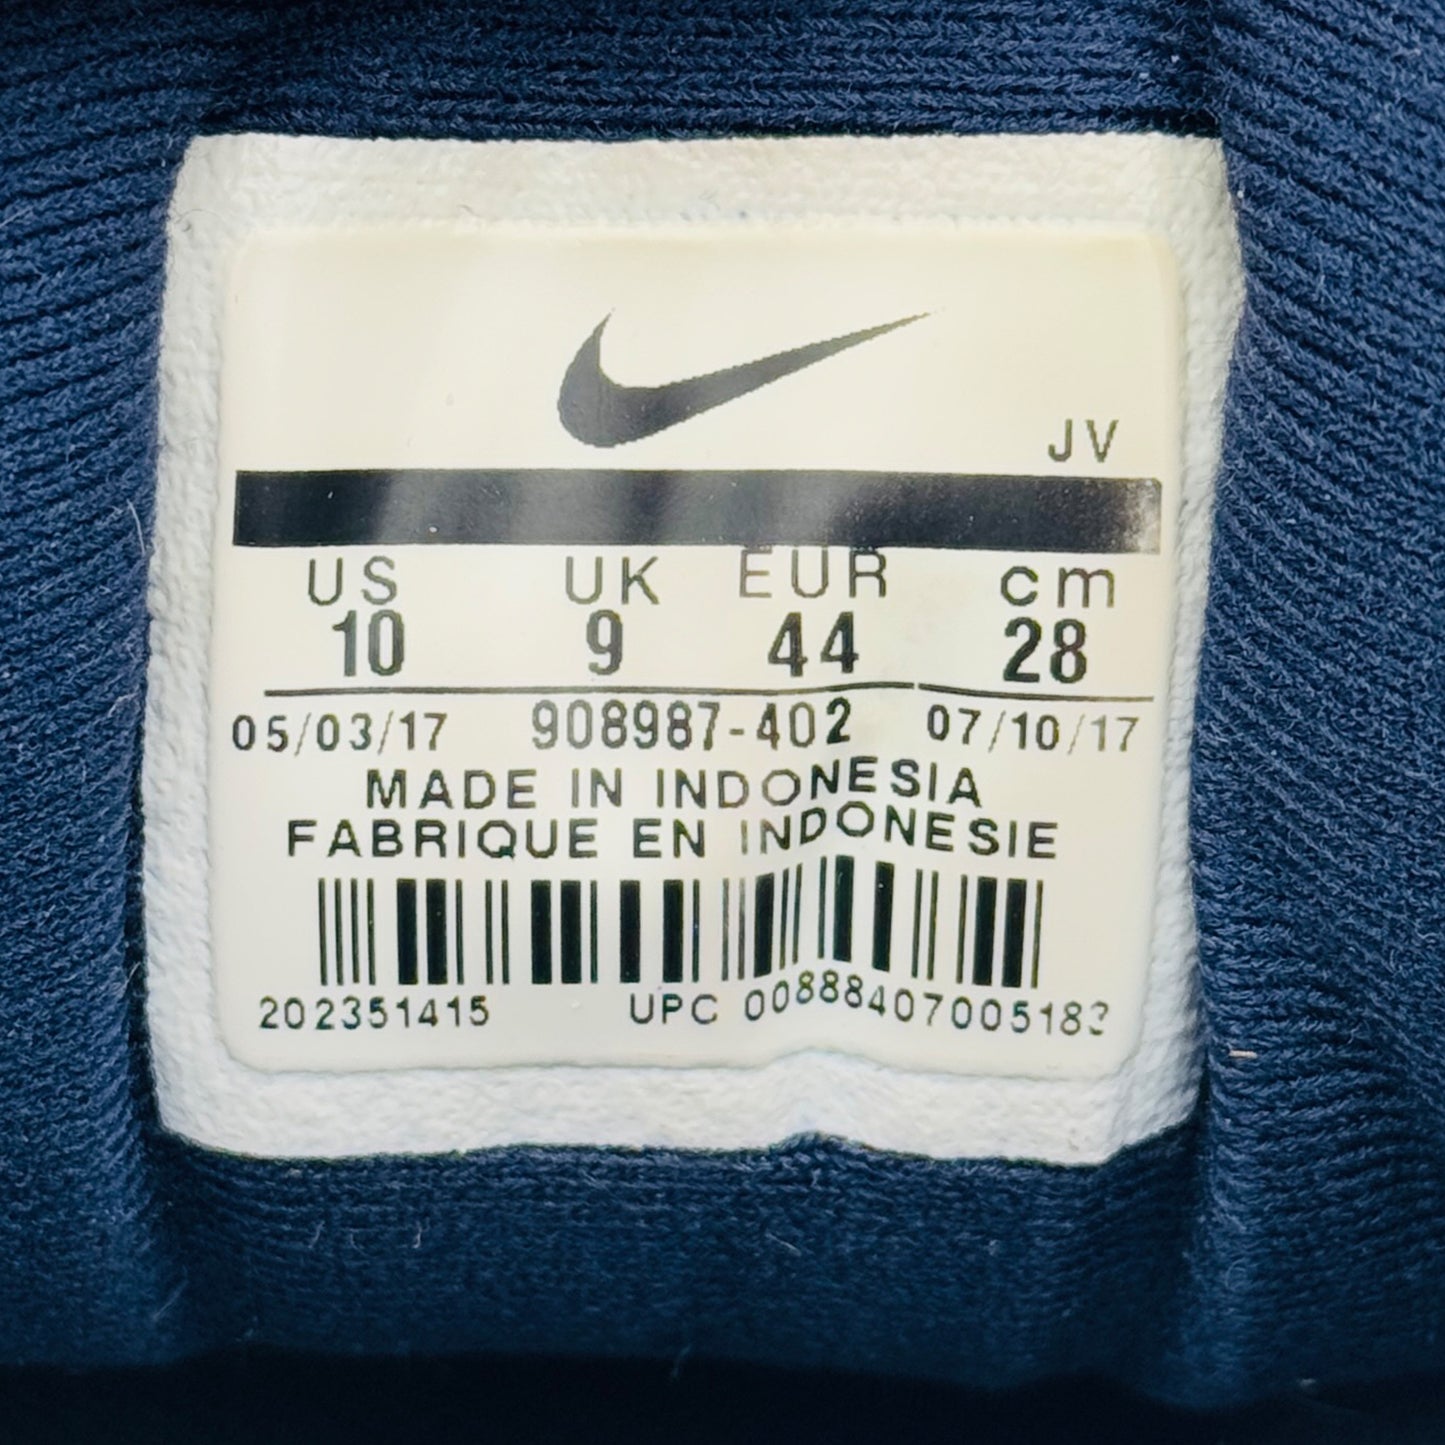 JV
US UK EUR cm
10 9 44 28
05/03/17 908987-402 07/10/17
MADE IN INDONESIA
FABRIQUE EN INDONESIE
202351415 UPC 00888407005183